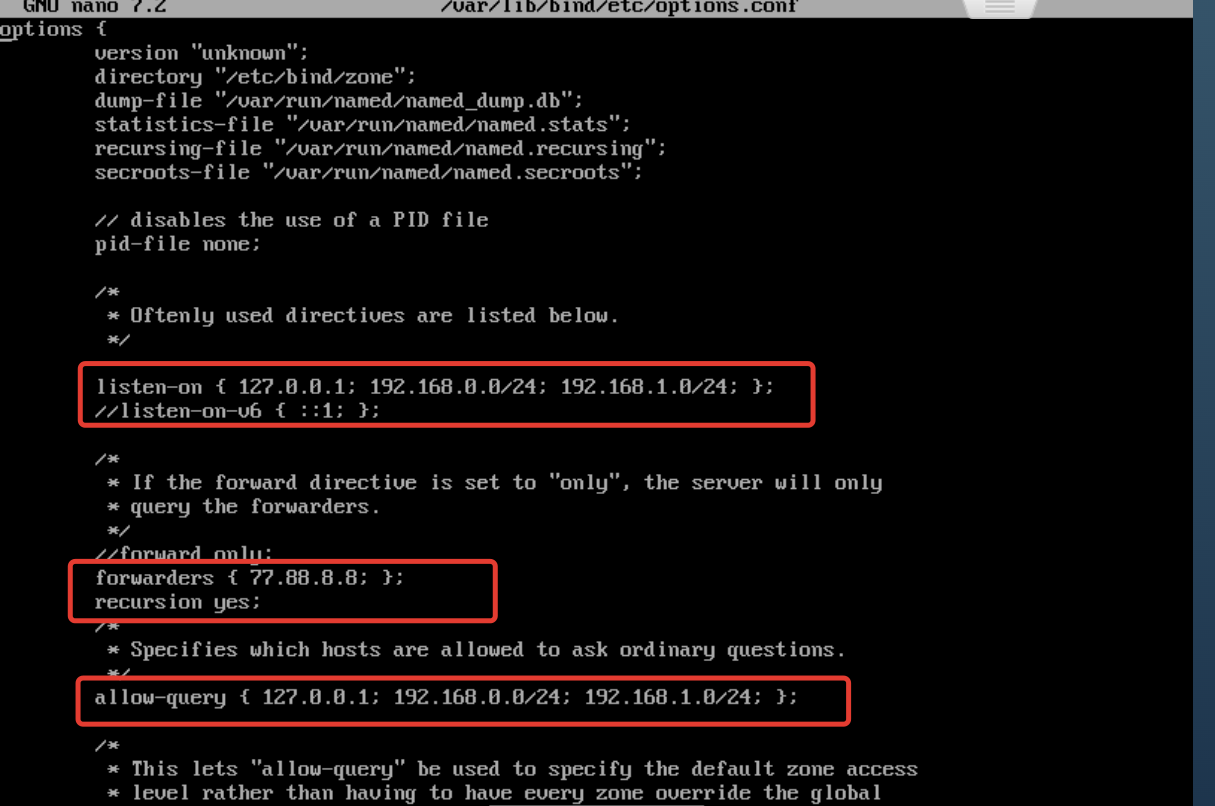 GNU nano 7.2 /var/lib/bind/etc/options.conf
options {
version "unknown";
directory "/etc/bind/zone";
dump-file "/var/run/named/named_dump.db";
statistics-file "/var/run/named/named.stats";
recursing-file "/var/run/named/named.recursing";
secroots-file "/var/run/named/named.secroots";
// disables the use of a PID file
pid-file none;
/*
* Oftenly used directives are listed below.
*/
listen-on { 127.0.0.1; 192.168.0.0/24; 192.168.1.0/24; };
//listen-on-v6 { ::1; };
/*
* If the forward directive is set to "only", the server will only
* query the forwarders.
*/
//forward only;
forwarders { 77.88.8.8; };
recursion yes;
/*
* Specifies which hosts are allowed to ask ordinary questions.
*/
allow-query { 127.0.0.1; 192.168.0.0/24; 192.168.1.0/24; };
/*
* This lets "allow-query" be used to specify the default zone access
* level rather than having to have every zone override the global